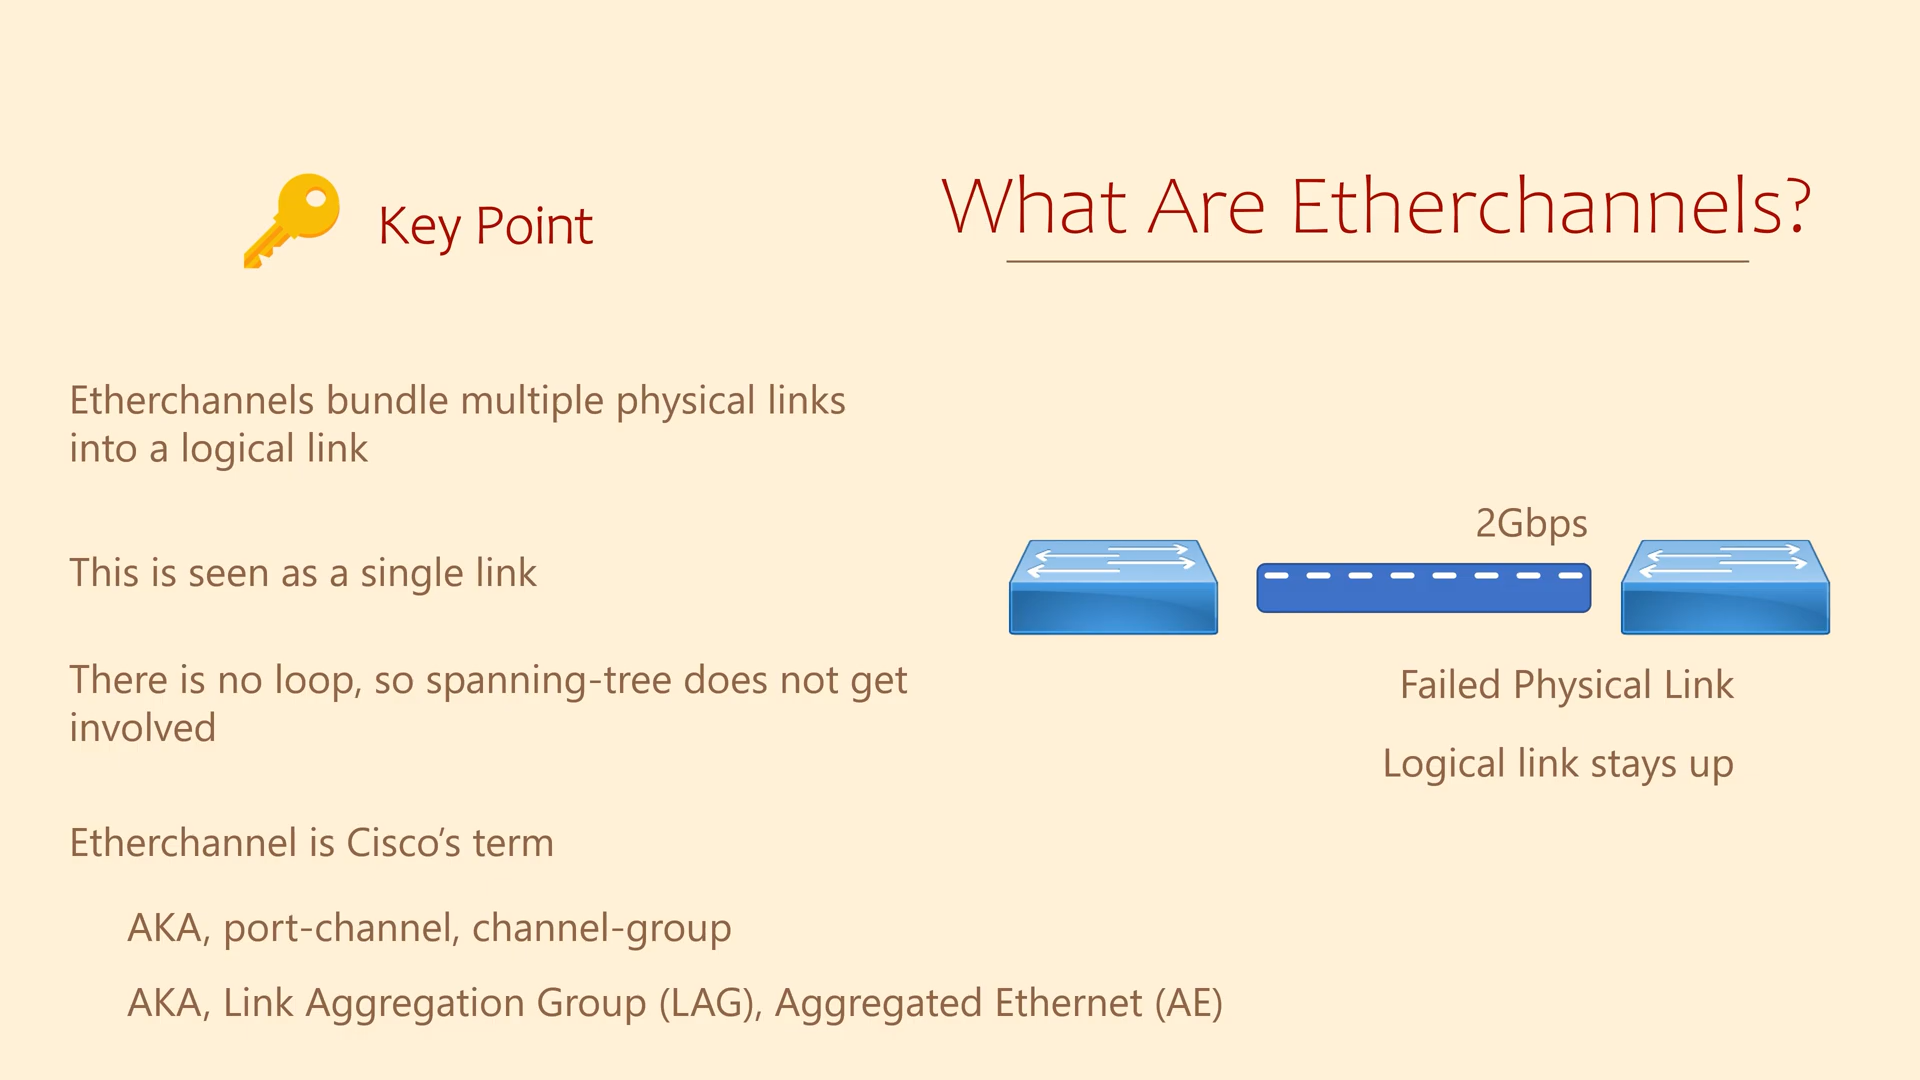 Key Point
What Are Etherchannels?
Etherchannels bundle multiple physical links
into a logical link
This is seen as a single link
There is no loop, so spanning-tree does not get
involved
Etherchannel is Cisco’s term
AKA, port-channel, channel-group
AKA, Link Aggregation Group (LAG), Aggregated Ethernet (AE)
2Gbps
Failed Physical Link
Logical link stays up